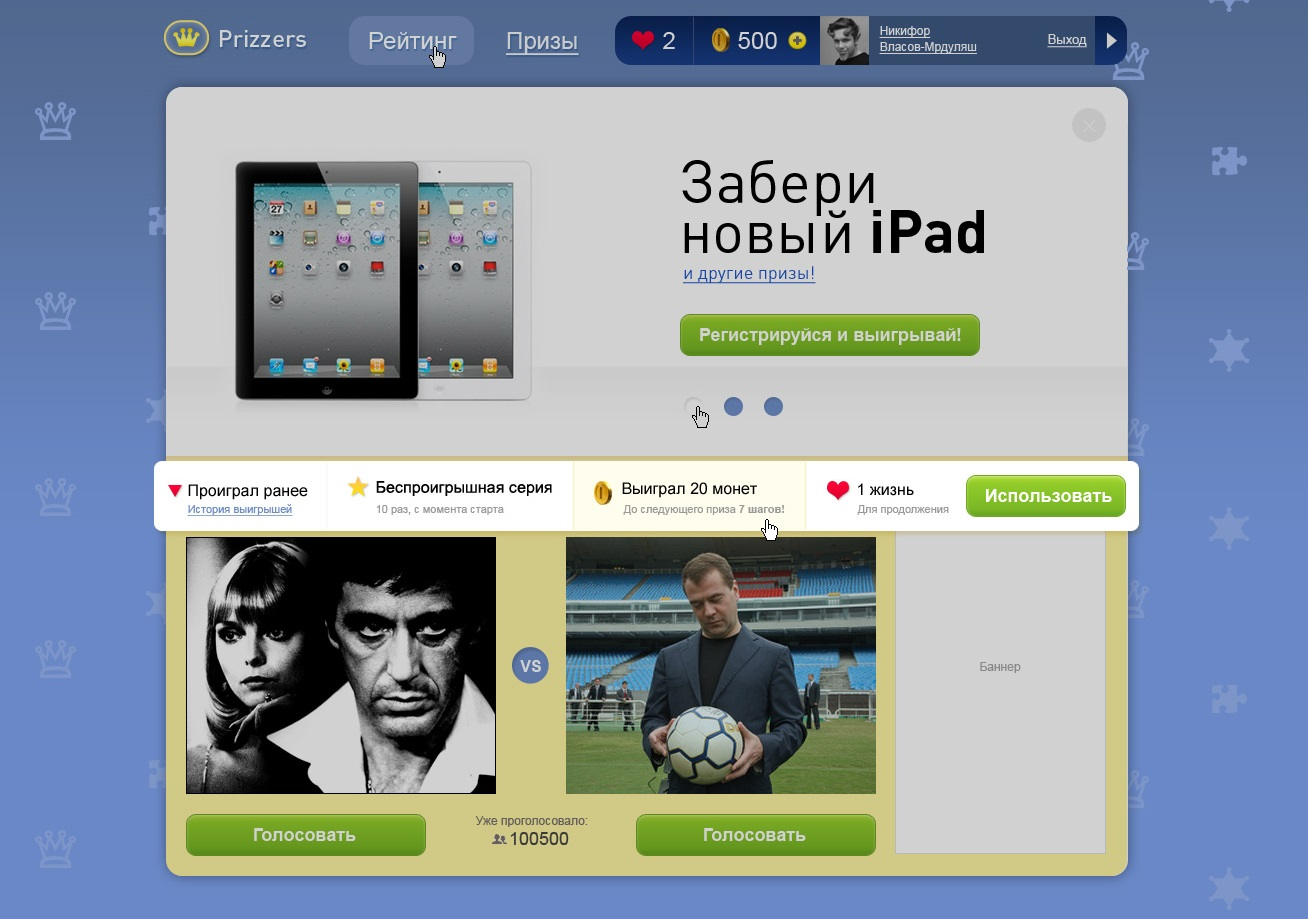 Prizzers
Рейтинг
Призы
2
500
Никифор
Власов-Мрдуляш
Выход
Забери
новый iPad
и другие призы!
Регистрируйся и выигрывай!
27
Проиграл ранее
История выигрышей
Беспроигрышная серия
10 раз, с момента старта
Выиграл 20 монет
До следующего приза 7 шагов!
1 жизнь
Для продолжения
Использовать
VS
Баннер
Голосовать
Уже проголосовало:
100500
Голосовать